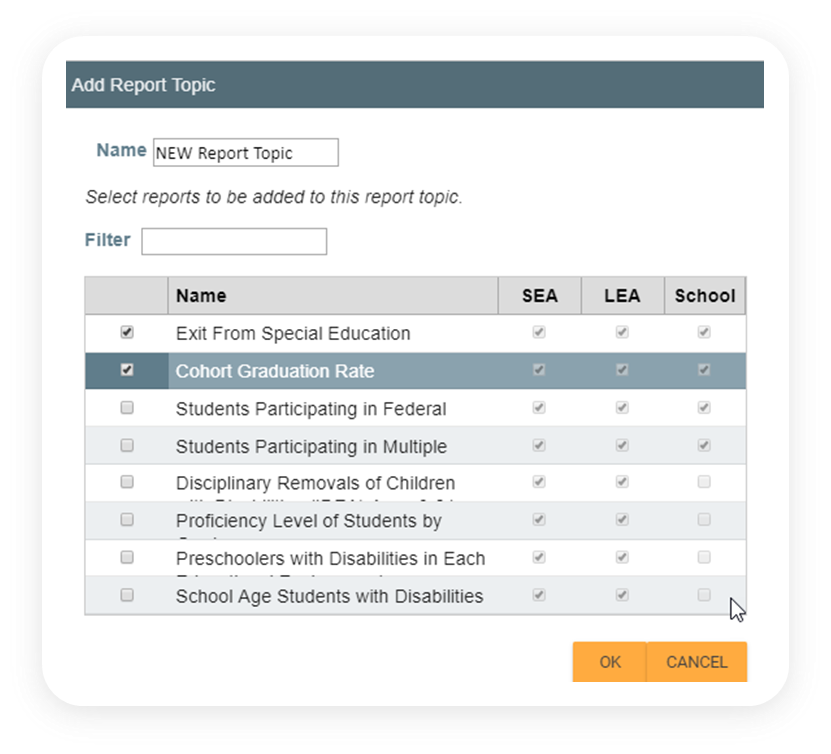 Add Report Topic
Name NEW Report Topic
Select reports to be added to this report topic.
Filter
Name SEA LEA School
Exit From Special Education
Cohort Graduation Rate
Students Participating in Federal
Students Participating in Multiple
Disciplinary Removals of Children
Proficiency Level of Students by
Preschoolers with Disabilities in Each
School Age Students with Disabilities
OK CANCEL